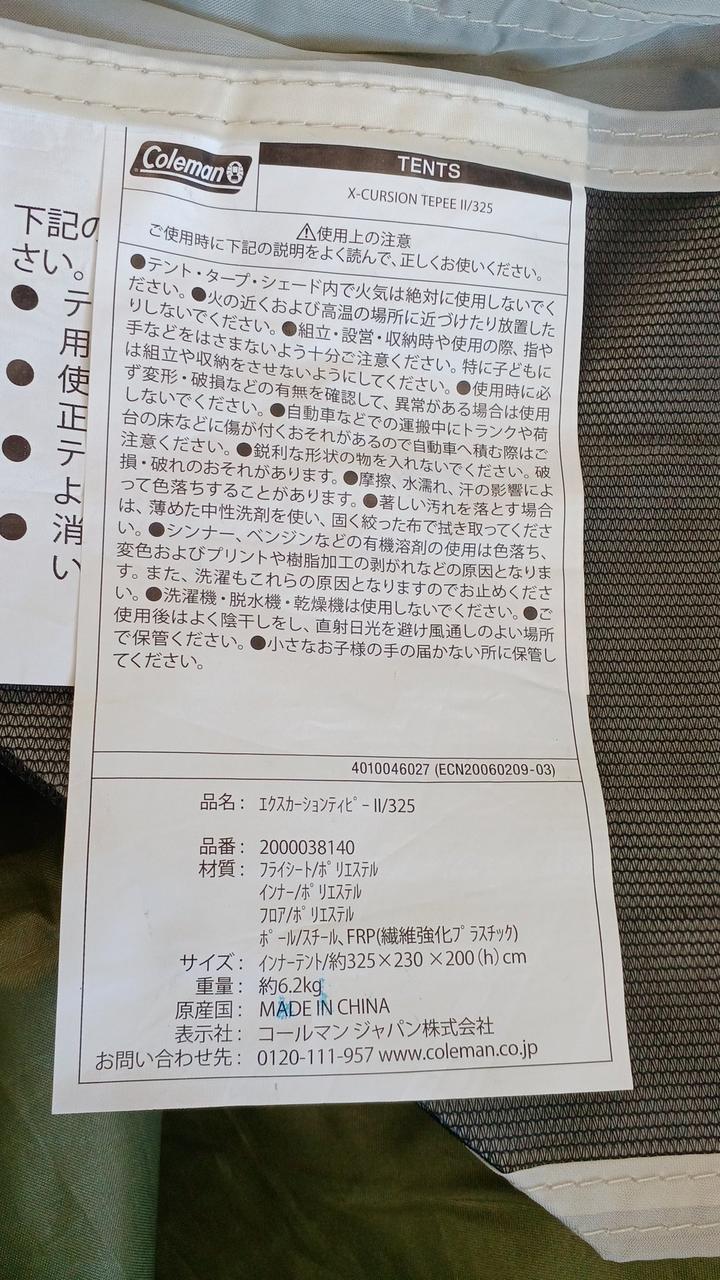 Coleman
TENTS
X-CURSION TEPEE II/325
⚠使用上の注意
ご使用時に下記の説明をよく読んで、正しくお使いください。
●テント・タープ・シェード内で火気は絶対に使用しないでく
ださい。●火の近くおよび高温の場所に近づけたり放置した
りしないでください。●組立・設営・収納時や使用の際、指や
手などをはさまないよう十分ご注意ください。特に子どもに
は組立や収納をさせないようにしてください。●使用時に必
ず変形・破損などの有無を確認して、異常がある場合は使用
しないでください。●自動車などでの運搬中にトランクや荷
台の床などに傷が付くおそれがあるので自動車へ積む際はご
注意ください。●鋭利な形状の物を入れないでください。破
損・破れのおそれがあります。●摩擦、水濡れ、汗の影響によ
って色落ちすることがあります。●著しい汚れを落とす場合
は、薄めた中性洗剤を使い、固く絞った布で拭き取ってくださ
い。●シンナー、ベンジンなどの有機溶剤の使用は色落ち、
変色およびプリントや樹脂加工の剥がれなどの原因となりま
す。また、洗濯もこれらの原因となりますのでお止めくださ
い。●洗濯機・脱水機・乾燥機は使用しないでください。●ご
使用後はよく陰干しをし、直射日光を避け風通しのよい場所
で保管ください。●小さなお子様の手の届かない所に保管し
てください。
4010046027 (ECN20060209-03)
品名: エクスカーションティピーII/325
品番: 2000038140
材質: フライシート/ポリエステル
インナー/ポリエステル
フロア/ポリエステル
ポール/スチール、FRP(繊維強化プラスチック)
サイズ: インナーテント/約325×230×200(h)cm
重量: 約6.2kg
原産国: MADE IN CHINA
表示社: コールマン ジャパン株式会社
お問い合わせ先: 0120-111-957 www.coleman.co.jp
下記の
さい。
● テ
用
● 使
正
● テ
よ
● 消
い